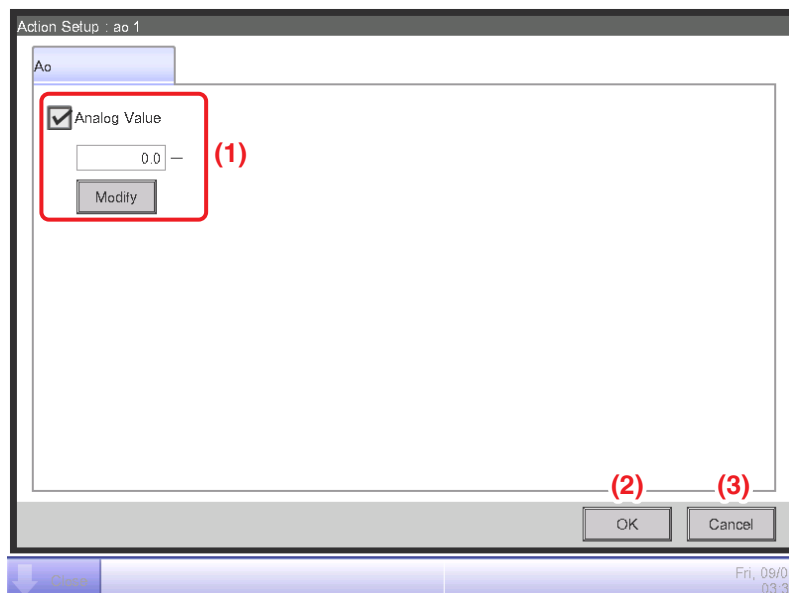 Action Setup : ao 1
Ao
Analog Value
0.0 —
(1)
Modify
(2)
(3)
OK
Cancel
Fri, 09/0
03:3